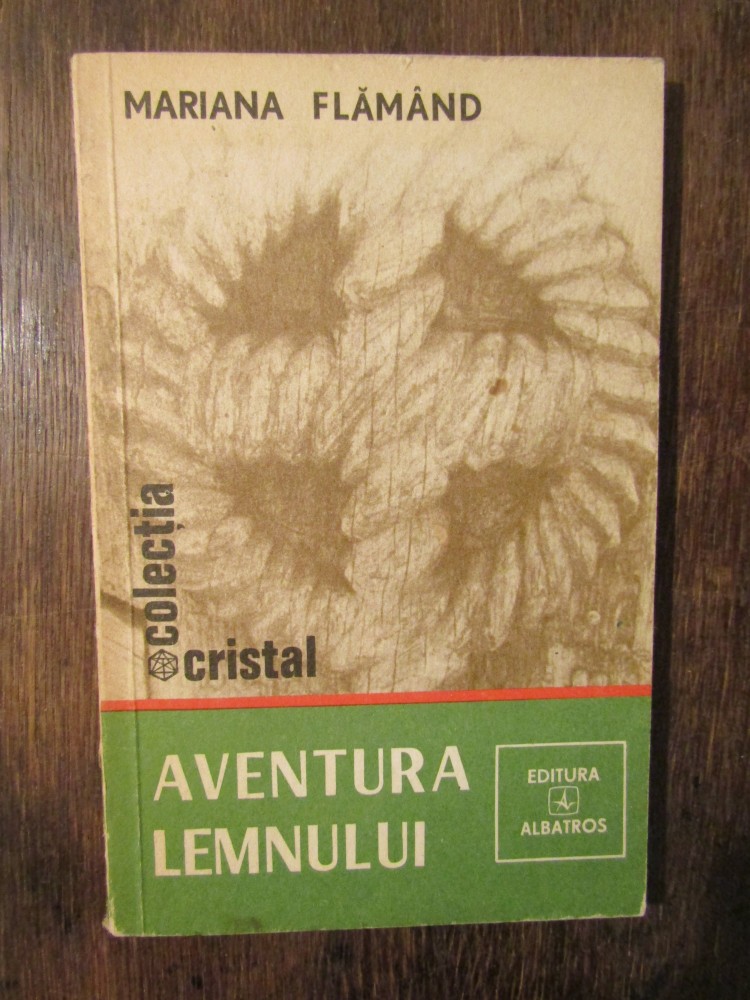 MARIANA FLĂMÂND
colecția
cristal
AVENTURA
LEMNULUI
EDITURA
ALBATROS